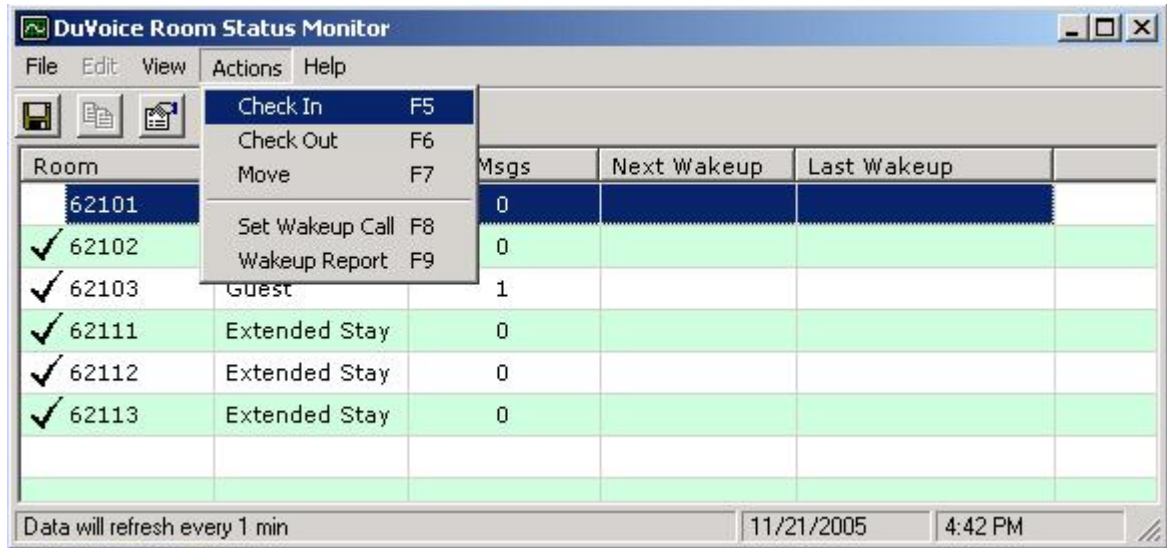 DuVoice Room Status Monitor
File Edit View Actions Help
Check In F5
Check Out F6
Move F7
Set Wakeup Call F8
Wakeup Report F9
Room Msgs Next Wakeup Last Wakeup
62101 0
62102 0
62103 Guest 1
62111 Extended Stay 0
62112 Extended Stay 0
62113 Extended Stay 0
Data will refresh every 1 min 11/21/2005 4:42 PM